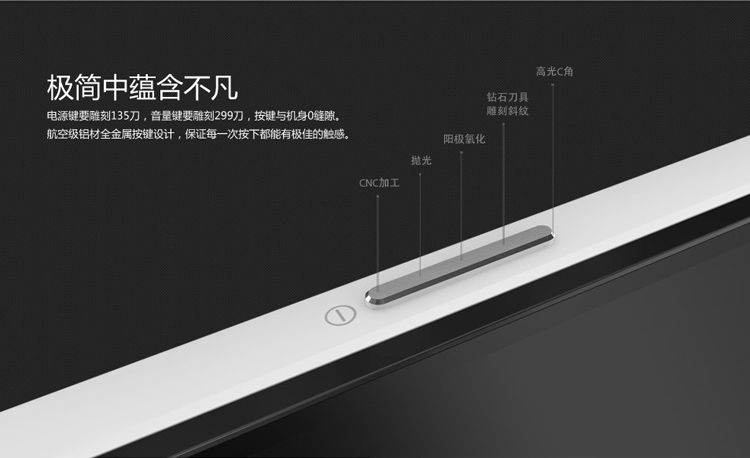 极简中蕴含不凡
电源键要雕刻135刀，音量键要雕刻299刀，按键与机身0缝隙。
航空级铝材全金属按键设计，保证每一次按下都能有极佳的触感。
高光C角
钻石刀具
雕刻斜纹
阳极氧化
抛光
CNC加工